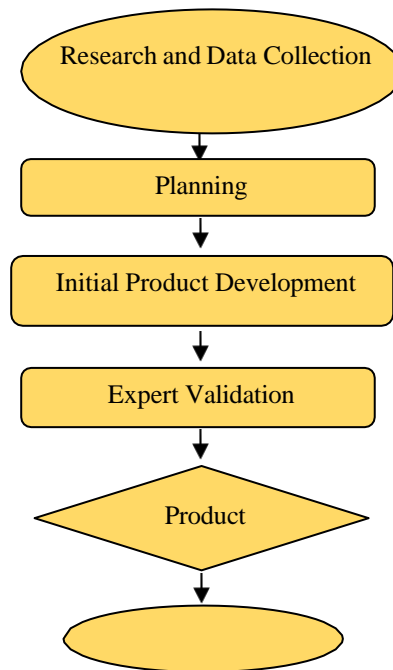 Research and Data Collection
Planning
Initial Product Development
Expert Validation
Product